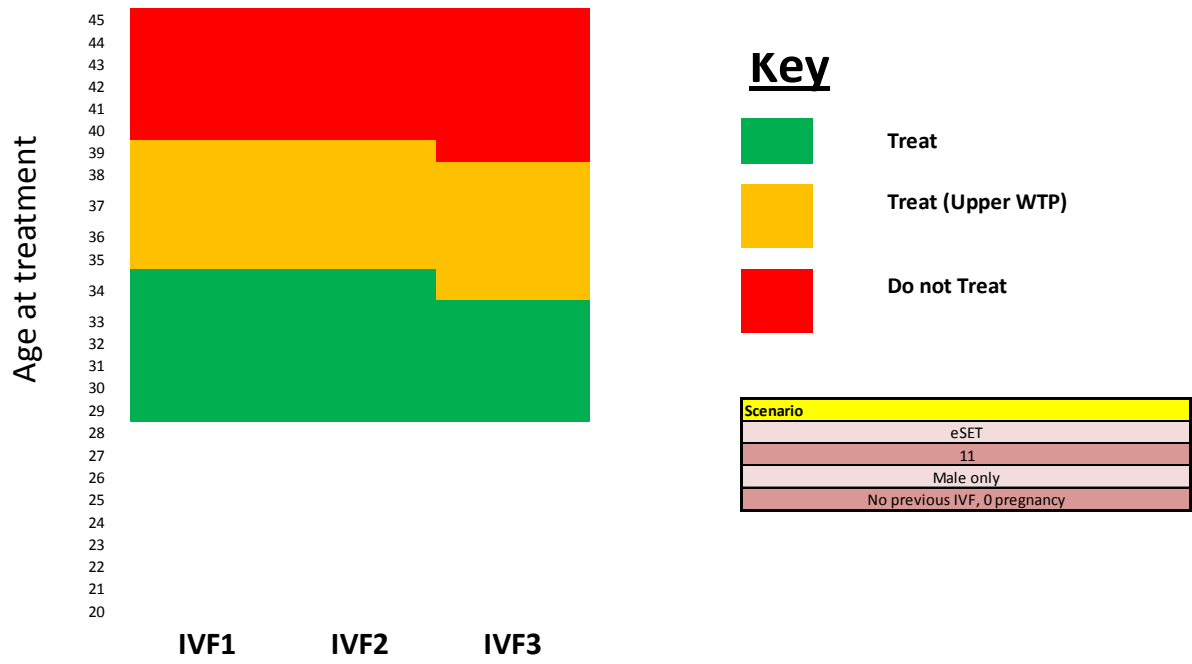 Age at treatment
45
44
43
42
41
40
39
38
37
36
35
34
33
32
31
30
29
28
27
26
25
24
23
22
21
20
IVF1 IVF2 IVF3
Key
Treat
Treat (Upper WTP)
Do not Treat
Scenario
eSET
11
Male only
No previous IVF, 0 pregnancy